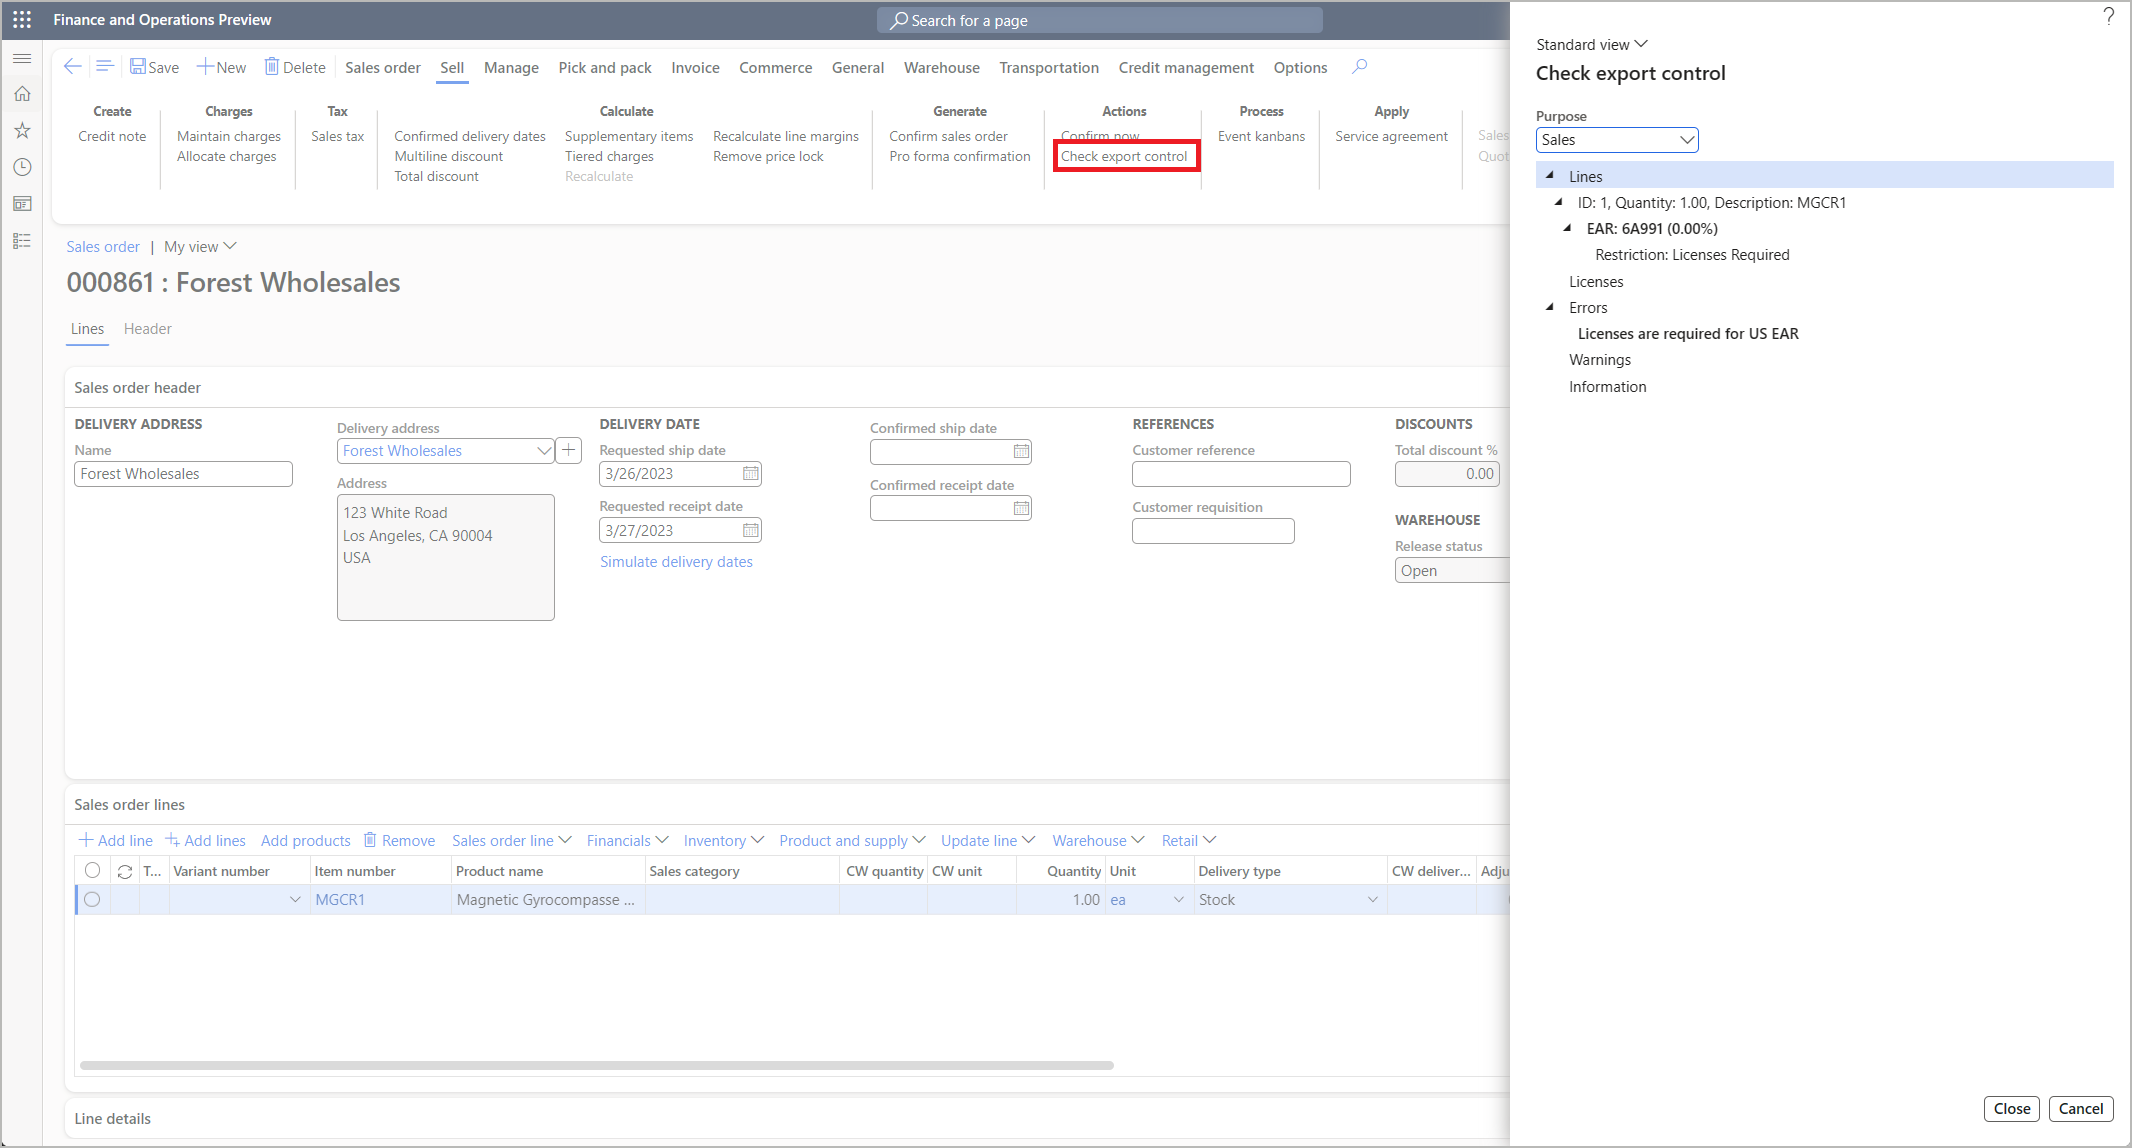 Finance and Operations Preview
Search for a page
?
Save New Delete Sales order Sell Manage Pick and pack Invoice Commerce General Warehouse Transportation Credit management Options
Create
Credit note
Charges
Maintain charges
Allocate charges
Tax
Sales tax
Calculate
Confirmed delivery dates
Multiline discount
Total discount
Supplementary items
Tiered charges
Recalculate
Recalculate line margins
Remove price lock
Generate
Confirm sales order
Pro forma confirmation
Actions
Confirm now
Check export control
Process
Event kanbans
Apply
Service agreement
Sales
Quot
Sales order | My view
000861 : Forest Wholesales
Lines Header
Sales order header
DELIVERY ADDRESS
Name
Forest Wholesales
Delivery address
Forest Wholesales
Address
123 White Road
Los Angeles, CA 90004
USA
DELIVERY DATE
Requested ship date
3/26/2023
Requested receipt date
3/27/2023
Simulate delivery dates
Confirmed ship date
Confirmed receipt date
REFERENCES
Customer reference
Customer requisition
DISCOUNTS
Total discount %
0.00
WAREHOUSE
Release status
Open
Sales order lines
Add line Add lines Add products Remove Sales order line Financials Inventory Product and supply Update line Warehouse Retail
T... Variant number Item number Product name Sales category CW quantity CW unit Quantity Unit Delivery type CW deliver... Adju
MGCR1 Magnetic Gyrocompasse ... 1.00 ea Stock
Line details
Standard view
Check export control
Purpose
Sales
Lines
ID: 1, Quantity: 1.00, Description: MGCR1
EAR: 6A991 (0.00%)
Restriction: Licenses Required
Licenses
Errors
Licenses are required for US EAR
Warnings
Information
Close Cancel